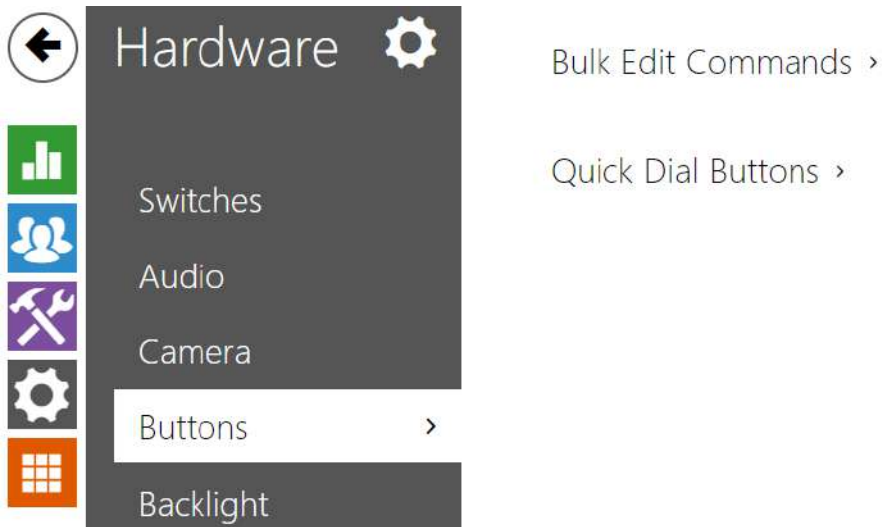 Hardware
Switches
Audio
Camera
Buttons
Backlight
Bulk Edit Commands
Quick Dial Buttons